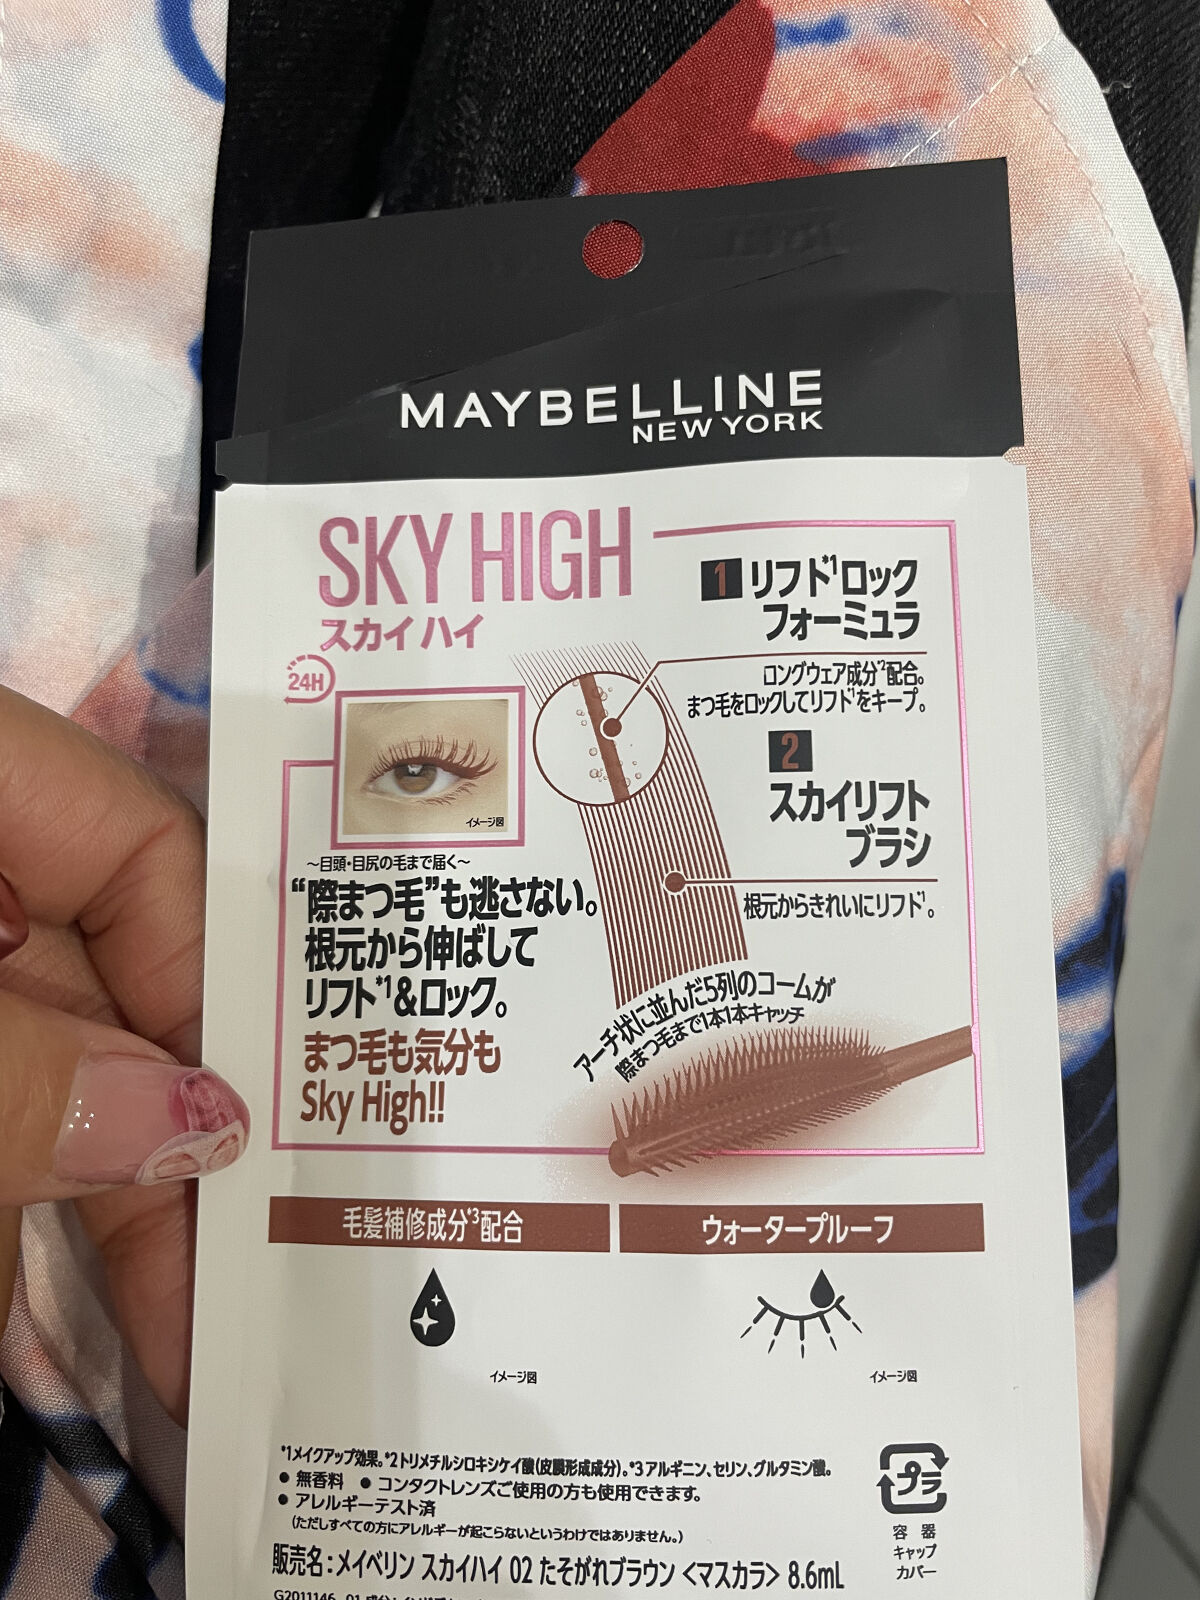 MAYBELLINE
NEW YORK
SKY HIGH
スカイハイ
24H
イメージ図
1 リフト*1ロック
フォーミュラ
ロングウェア成分*2配合。
まつ毛をロックしてリフト*1をキープ。
2
スカイリフト
ブラシ
根元からきれいにリフト*1。
～目頭・目尻の毛まで届く～
“際まつ毛”も逃さない。
根元から伸ばして
リフト*1&ロック。
まつ毛も気分も
Sky High!!
アーチ状に並んだ5列のコームが
際まつ毛まで1本1本キャッチ
毛髪補修成分*3配合
ウォータープルーフ
イメージ図
イメージ図
*1メイクアップ効果。*2トリメチルシロキシケイ酸(皮膜形成成分)。*3アルギニン、セリン、グルタミン酸。
● 無香料 ● コンタクトレンズご使用の方も使用できます。
● アレルギーテスト済
(ただしすべての方にアレルギーが起こらないというわけではありません。)
プラ
容器
キャップ
カバー
販売名：メイベリン スカイハイ 02 たそがれブラウン <マスカラ> 8.6mL
G2011146